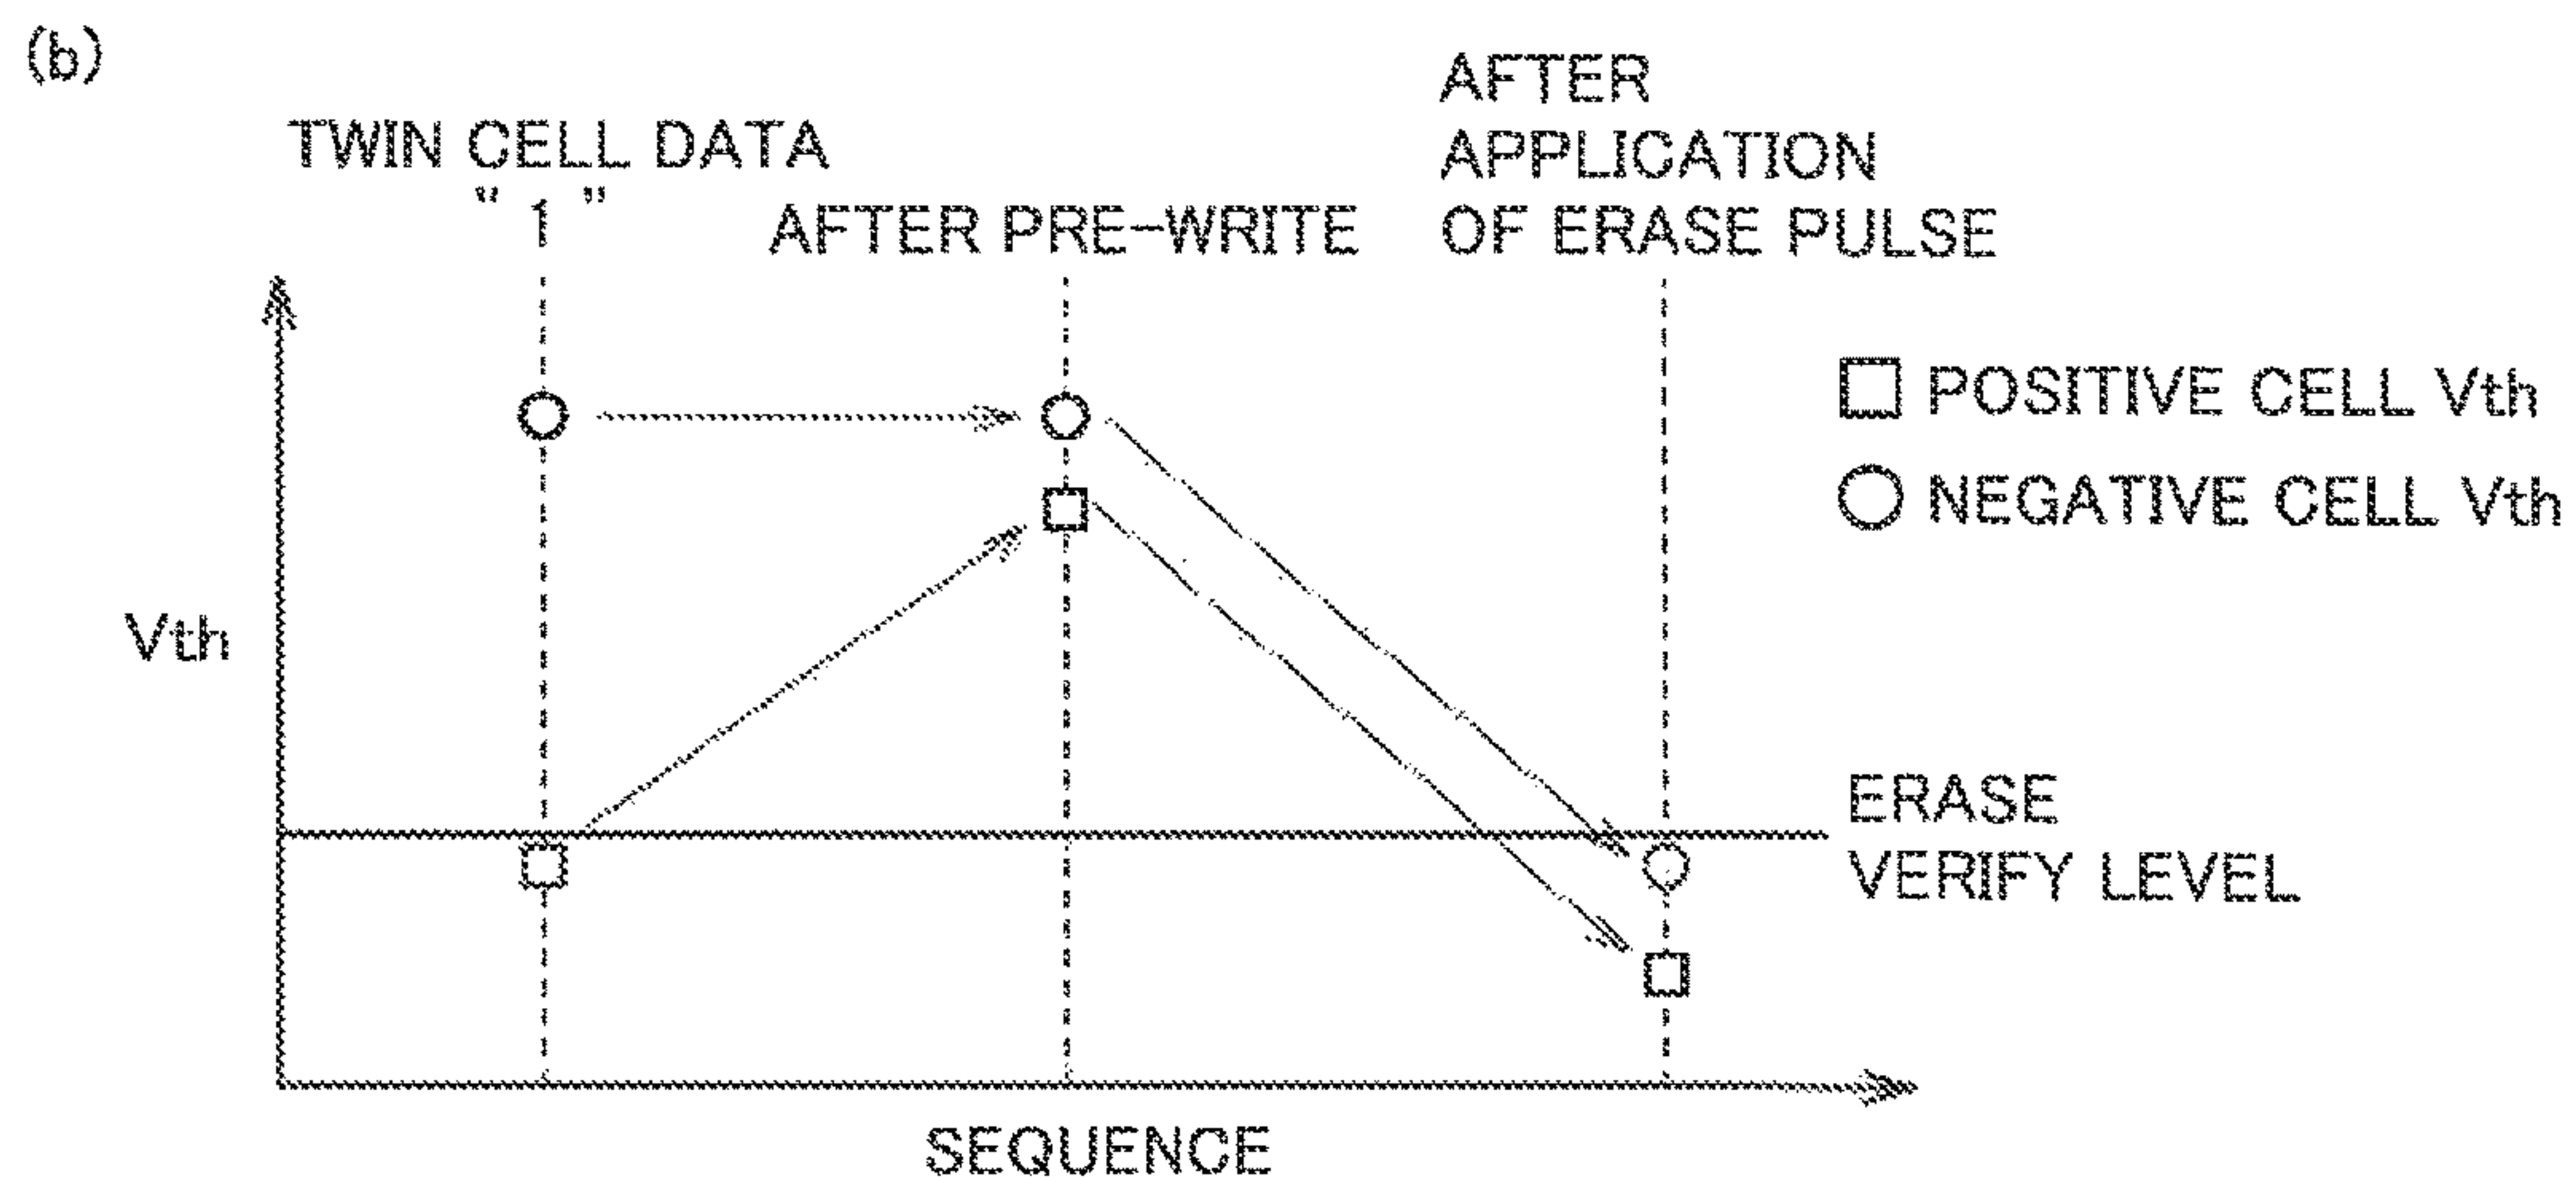 (b)
TWIN CELL DATA
“ 1 ”
AFTER PRE-WRITE
AFTER
APPLICATION
OF ERASE PULSE
POSITIVE CELL Vth
NEGATIVE CELL Vth
Vth
ERASE
VERIFY LEVEL
SEQUENCE